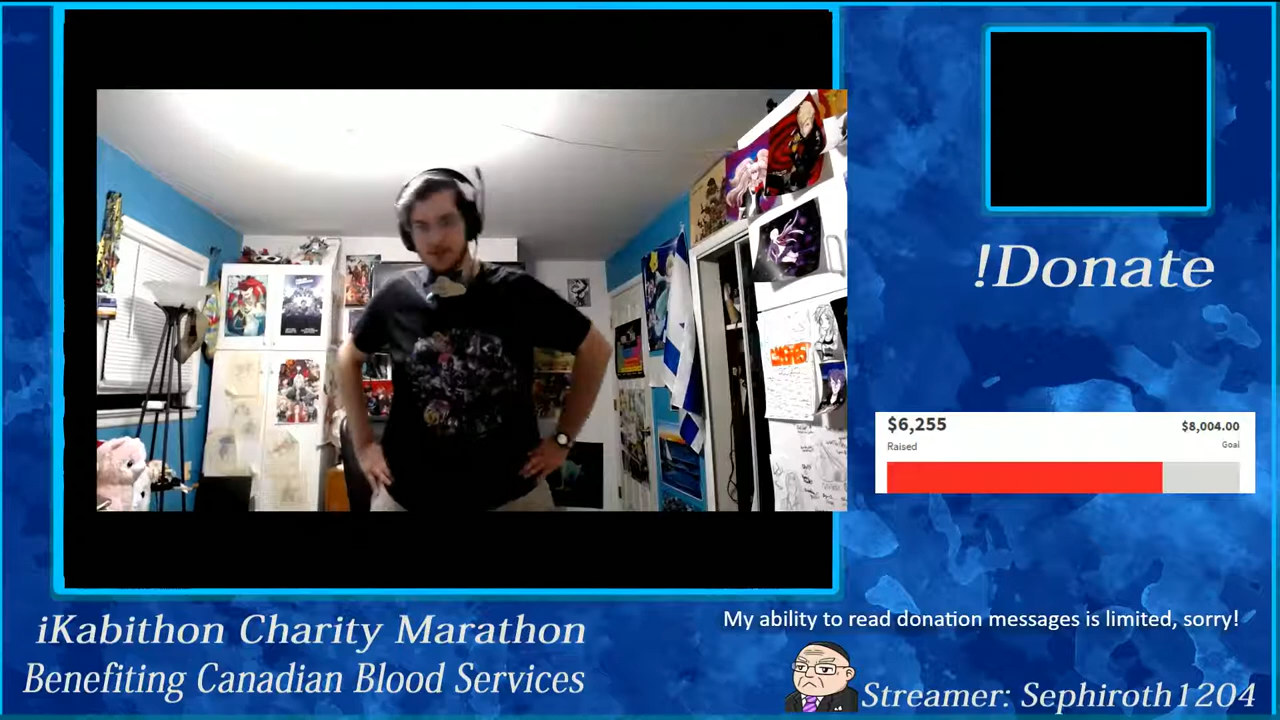 !Donate
$6,255
$8,004.00
Raised
Goal
My ability to read donation messages is limited, sorry!
iKabithon Charity Marathon
Benefiting Canadian Blood Services
Streamer: Sephiroth1204